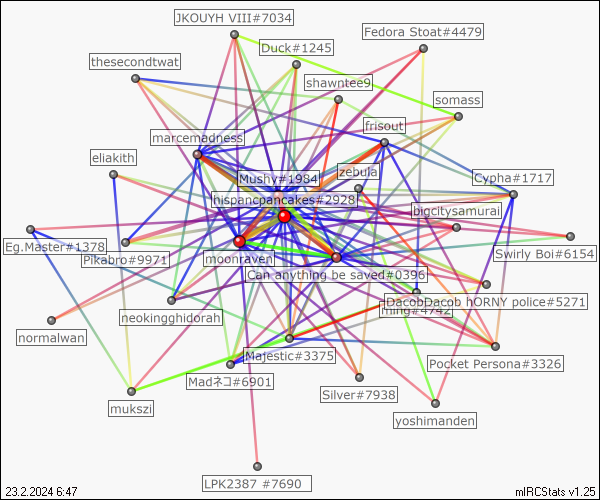 JKOUYH VIII#7034
Fedora Stoat#4479
Duck#1245
thesecondtwat
shawntee9
somass
frisout
marcemadness
eliakith
zebula
Mushy#1984
Cypha#1717
hispancpancakes#2928
bigcitysamurai
Eg.Master#1378
Swirly Boi#6154
Pikabro#9971
moonraven
Can anything be saved#0396
DacobDacob hORNY police#5271
ming#4742
neokingghidorah
normalwan
Majestic#3375
Pocket Persona#3326
Madネコ#6901
Silver#7938
mukszi
yoshimanden
LPK2387 #7690
23.2.2024 6:47
mIRCStats v1.25